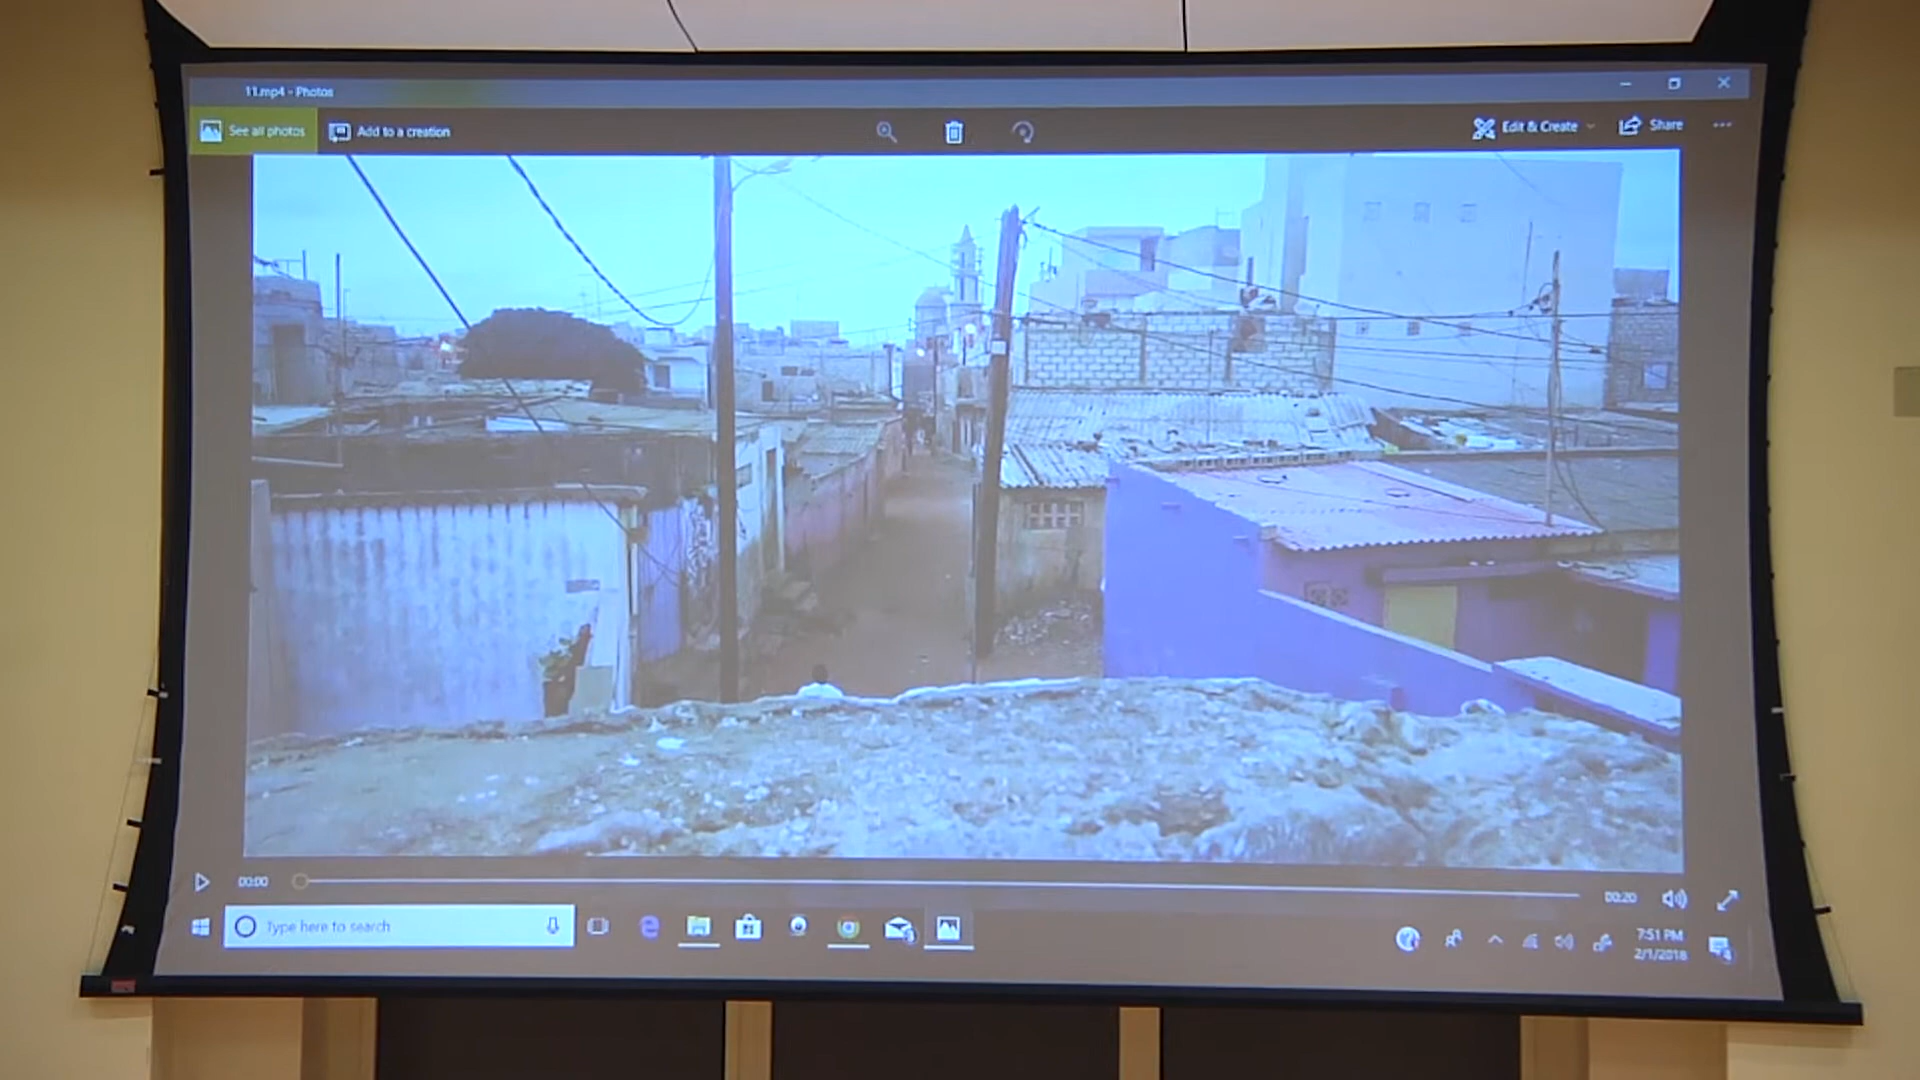 11.mp4 - Photos
See all photos
Add to a creation
Edit & Create
Share
00:00
00:20
Type here to search
7:51 PM
2/1/2018